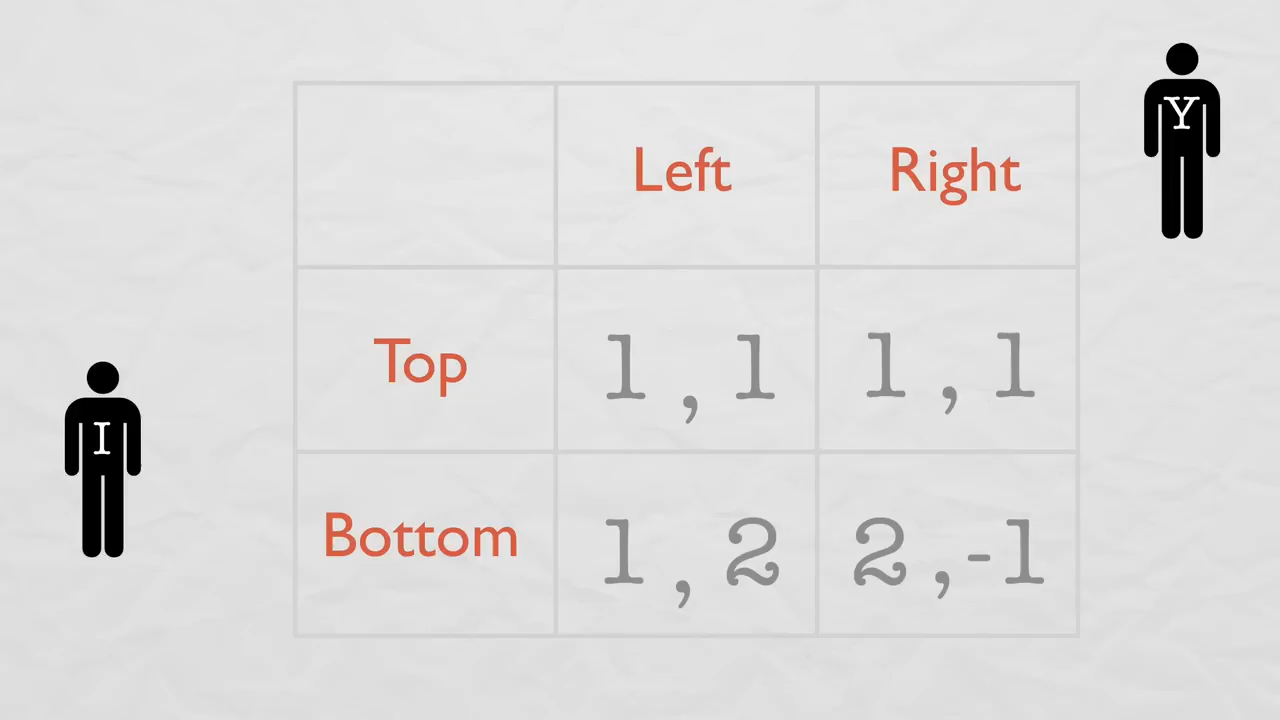 Y
Left Right
Top 1 , 1 1 , 1
I
Bottom 1 , 2 2 ,-1